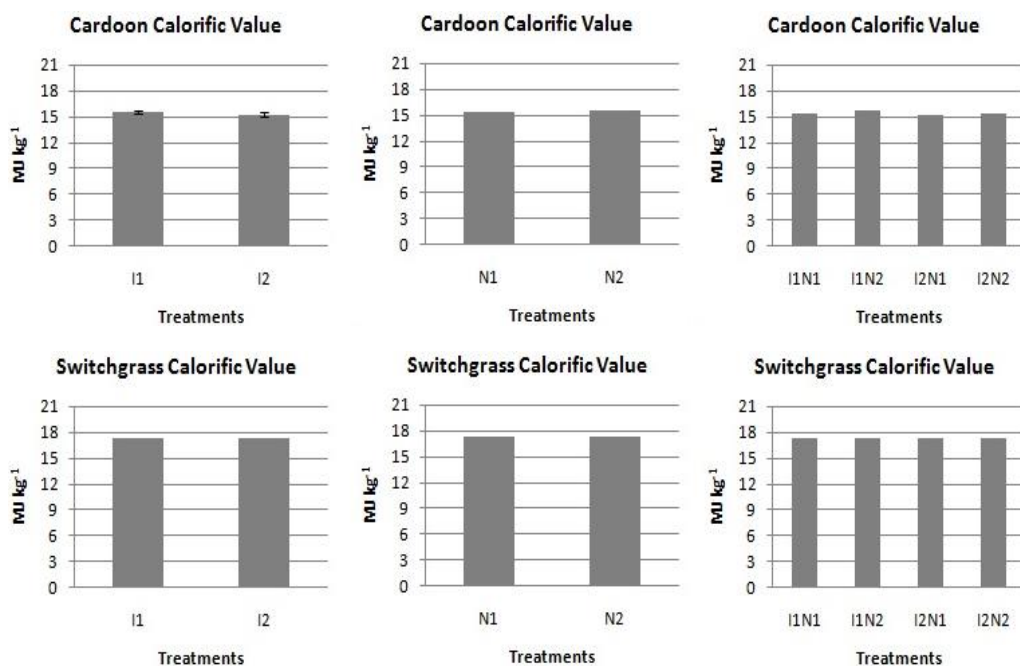 Cardoon Calorific Value
21
18
15
12
9
6
3
0
MJ kg⁻¹
I1 I2
Treatments
Cardoon Calorific Value
21
18
15
12
9
6
3
0
MJ kg⁻¹
N1 N2
Treatments
Cardoon Calorific Value
21
18
15
12
9
6
3
0
MJ kg⁻¹
I1N1 I1N2 I2N1 I2N2
Treatments
Switchgrass Calorific Value
21
18
15
12
9
6
3
0
MJ kg⁻¹
I1 I2
Treatments
Switchgrass Calorific Value
21
18
15
12
9
6
3
0
MJ kg⁻¹
N1 N2
Treatments
Switchgrass Calorific Value
21
18
15
12
9
6
3
0
MJ kg⁻¹
I1N1 I1N2 I2N1 I2N2
Treatments